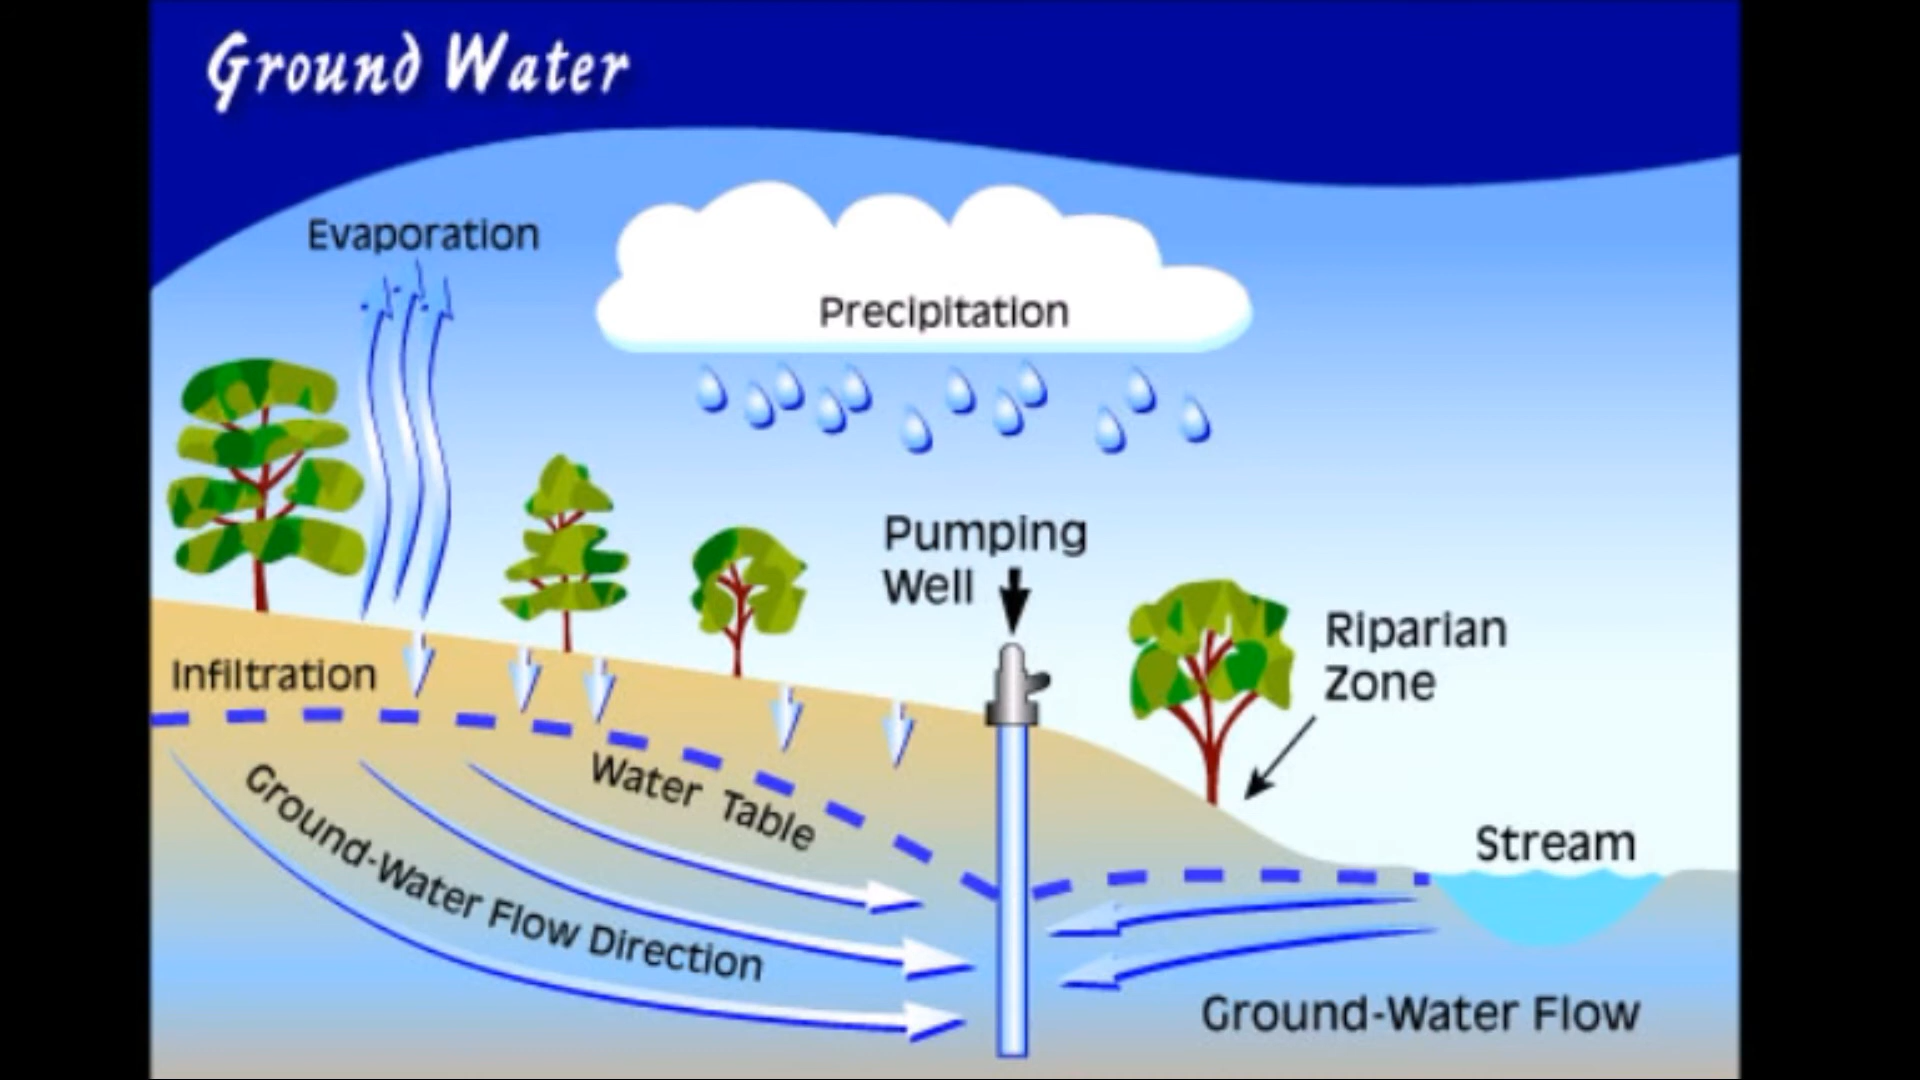 Ground Water
Evaporation
Precipitation
Pumping
Well
Riparian
Zone
Infiltration
Water Table
Stream
Ground-Water Flow Direction
Ground-Water Flow